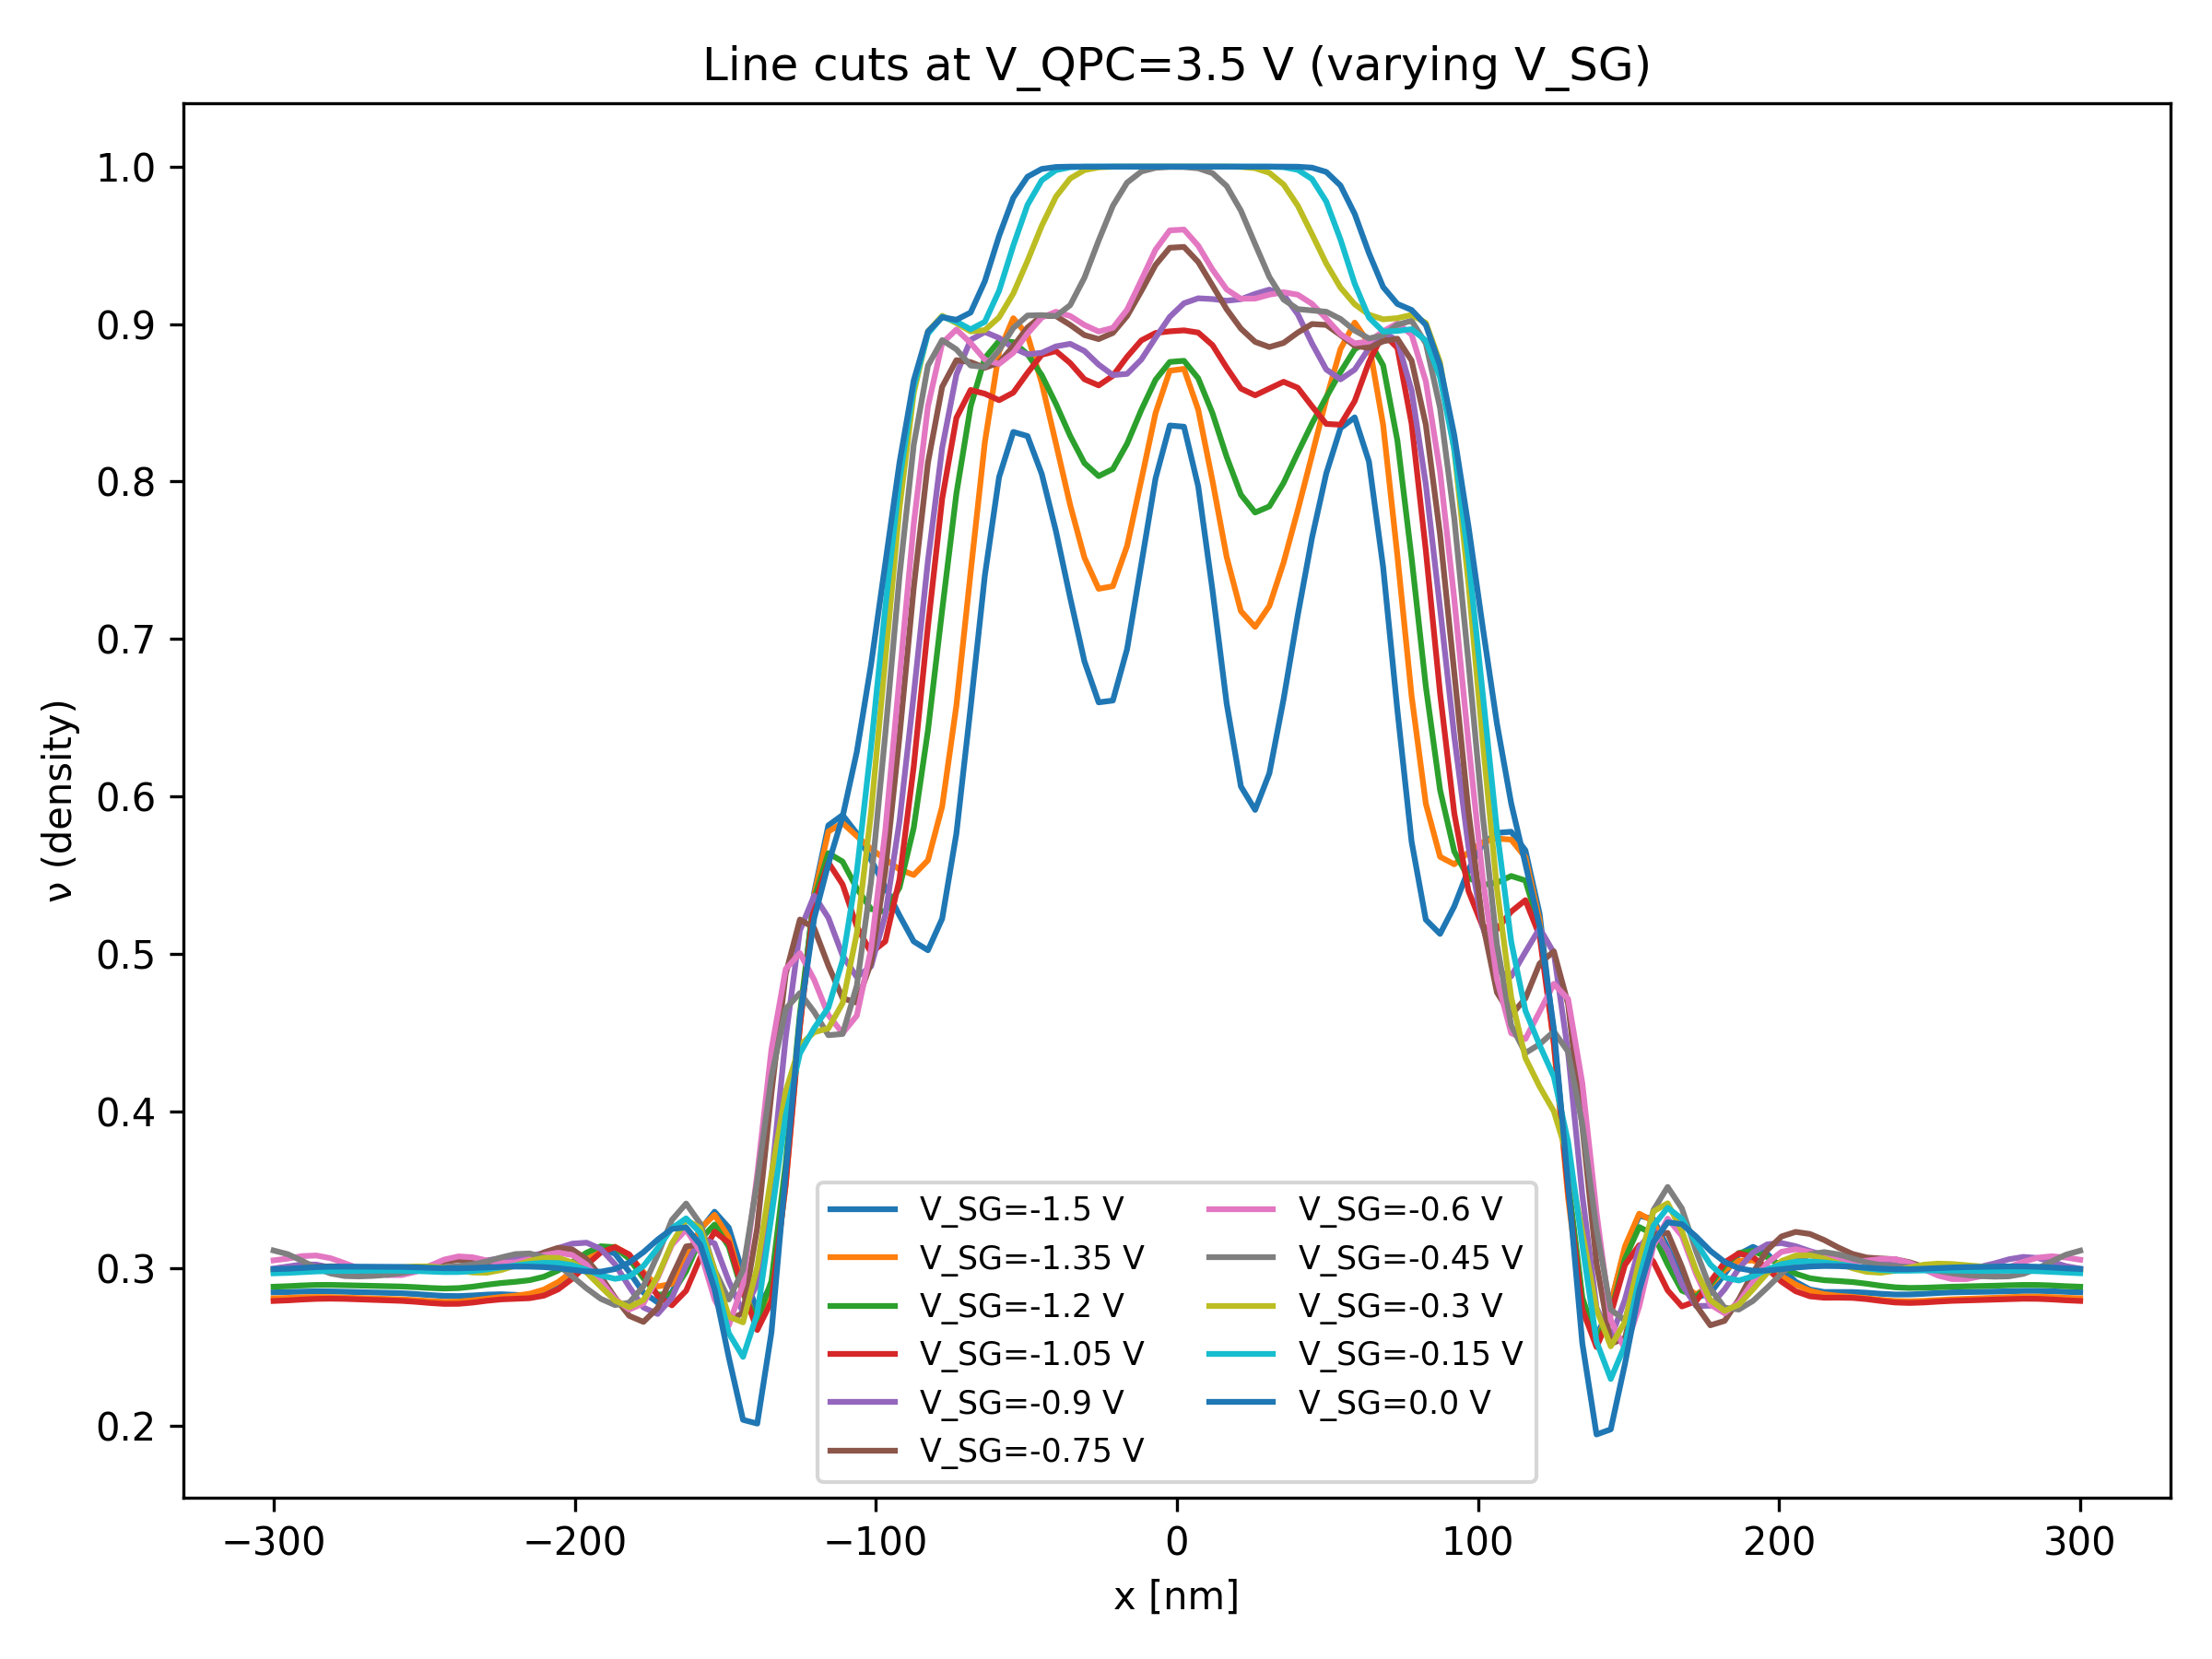 Line cuts at V_QPC=3.5 V (varying V_SG)
ν (density)
1.0
0.9
0.8
0.7
0.6
0.5
0.4
0.3
0.2
V_SG=-1.5 V
V_SG=-1.35 V
V_SG=-1.2 V
V_SG=-1.05 V
V_SG=-0.9 V
V_SG=-0.75 V
V_SG=-0.6 V
V_SG=-0.45 V
V_SG=-0.3 V
V_SG=-0.15 V
V_SG=0.0 V
−300 −200 −100 0 100 200 300
x [nm]